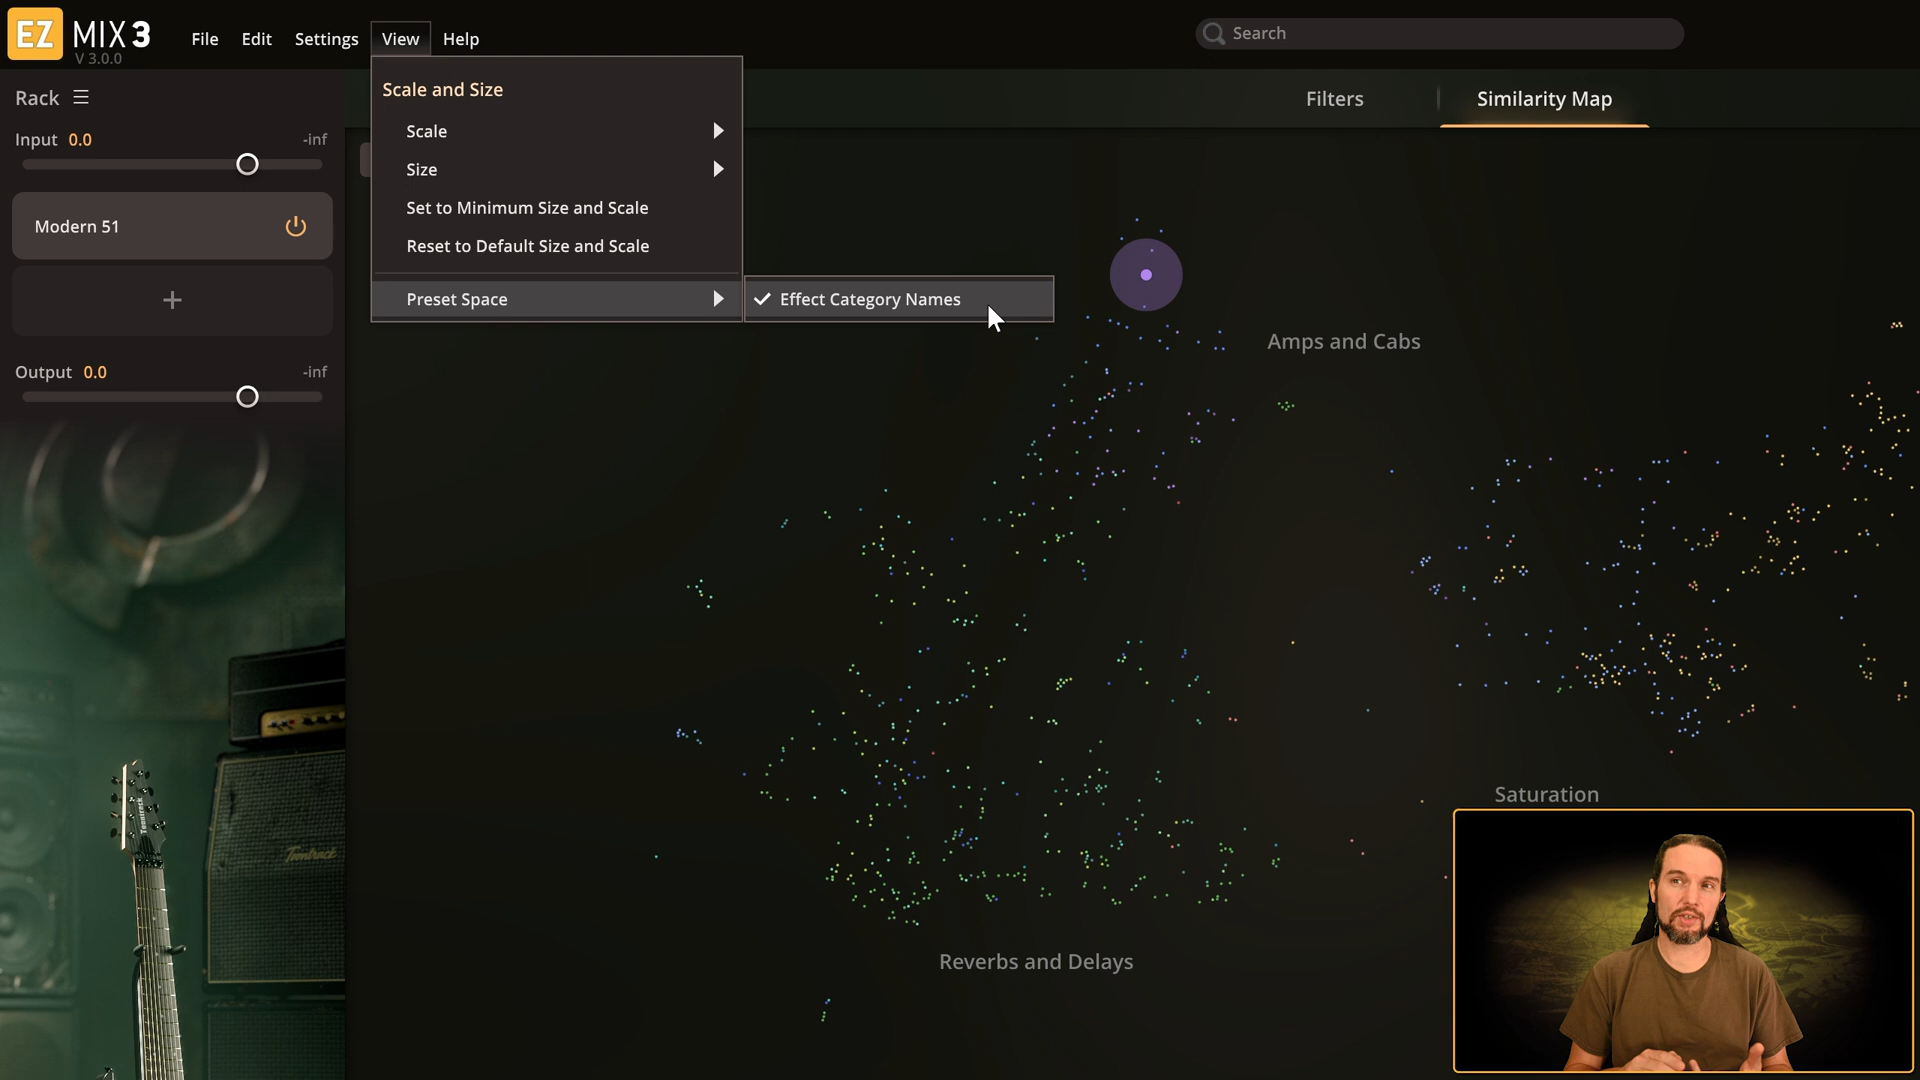 EZ MIX 3
V 3.0.0
File Edit Settings View Help
Search
Rack
Input 0.0 -inf
Modern 51
Output 0.0 -inf
Scale and Size
Scale
Size
Set to Minimum Size and Scale
Reset to Default Size and Scale
Preset Space
Effect Category Names
Filters
Similarity Map
Amps and Cabs
Saturation
Reverbs and Delays
Toontrack
Toontrack